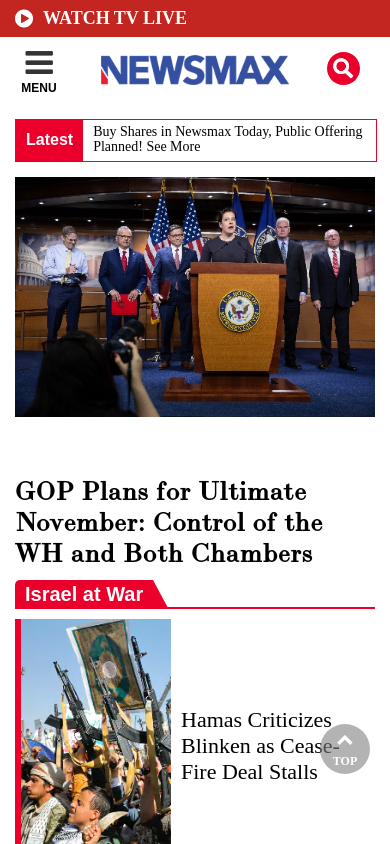 WATCH TV LIVE
MENU
NEWSMAX
Latest
Buy Shares in Newsmax Today, Public Offering
Planned! See More
GOP Plans for Ultimate
November: Control of the
WH and Both Chambers
Israel at War
Hamas Criticizes
Blinken as Cease-
Fire Deal Stalls
TOP